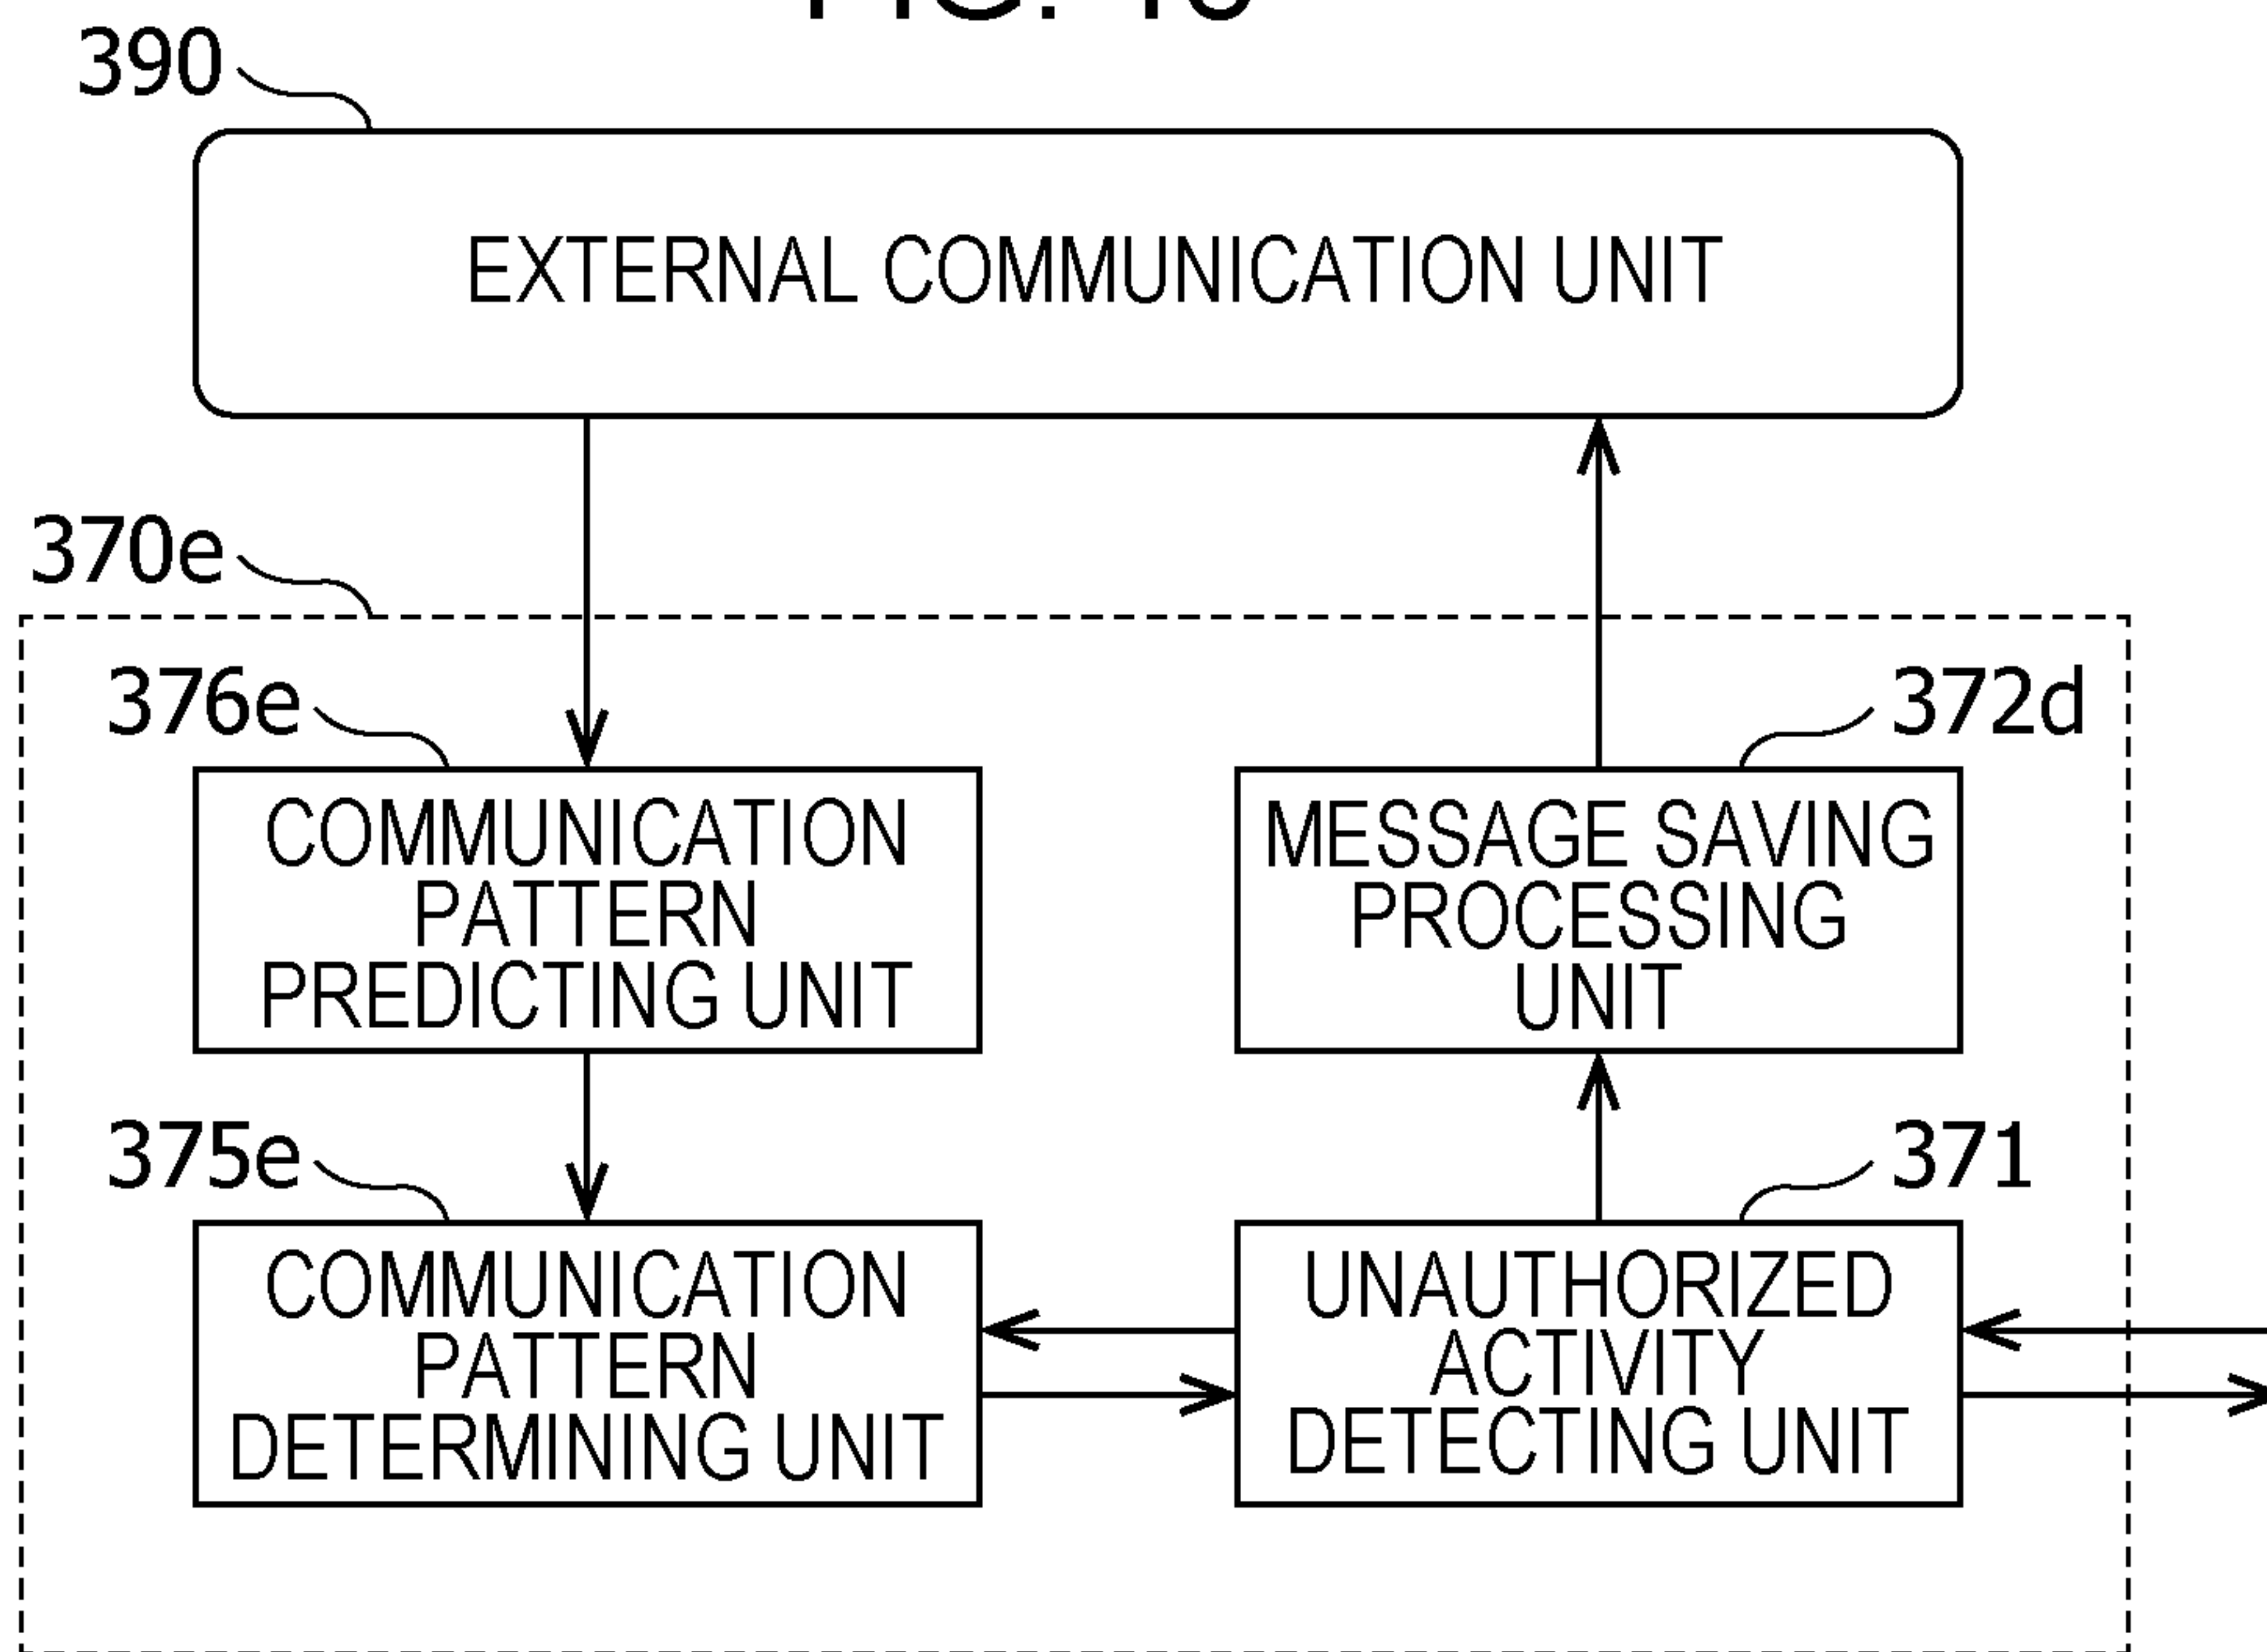 390
EXTERNAL COMMUNICATION UNIT
370e
376e
COMMUNICATION
PATTERN
PREDICTING UNIT
372d
MESSAGE SAVING
PROCESSING
UNIT
375e
COMMUNICATION
PATTERN
DETERMINING UNIT
371
UNAUTHORIZED
ACTIVITY
DETECTING UNIT